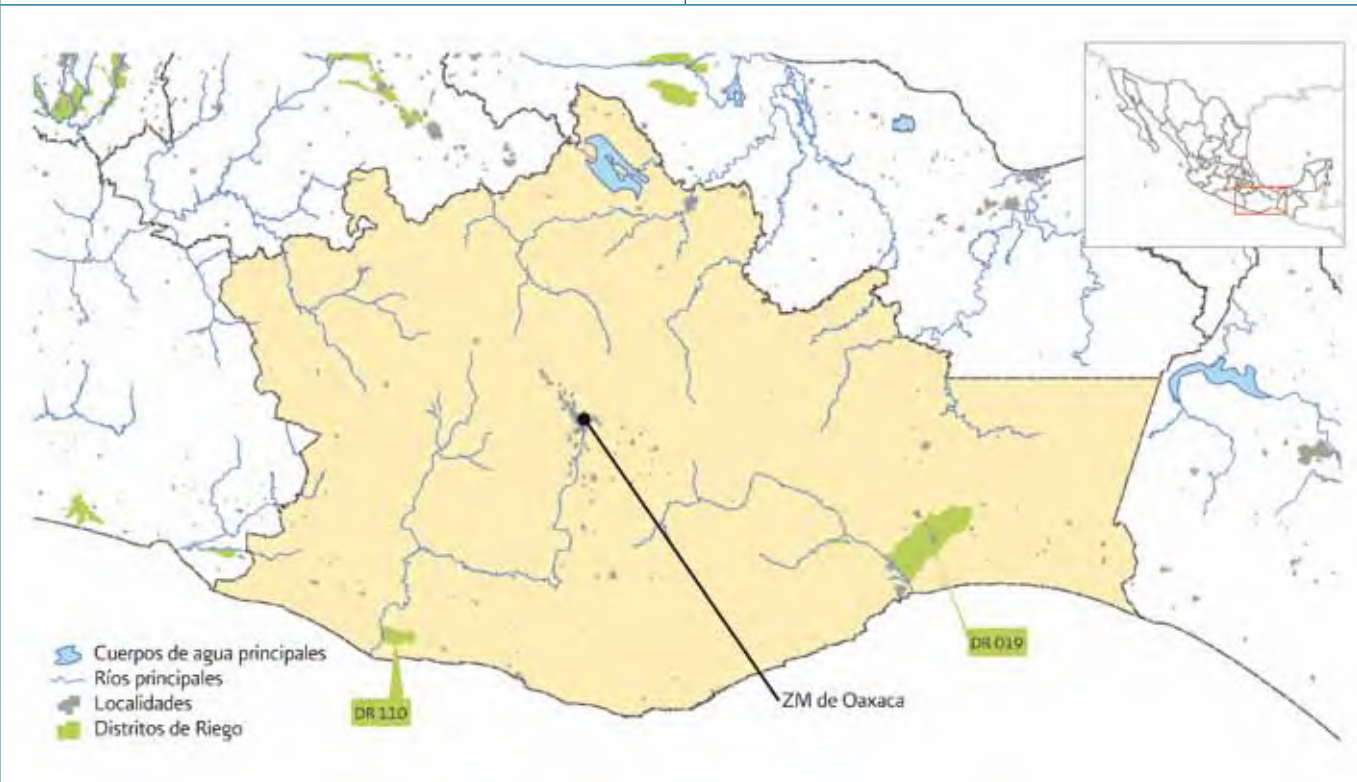 Cuerpos de agua principales
Ríos principales
Localidades
Distritos de Riego
DR 110
ZM de Oaxaca
DR 019